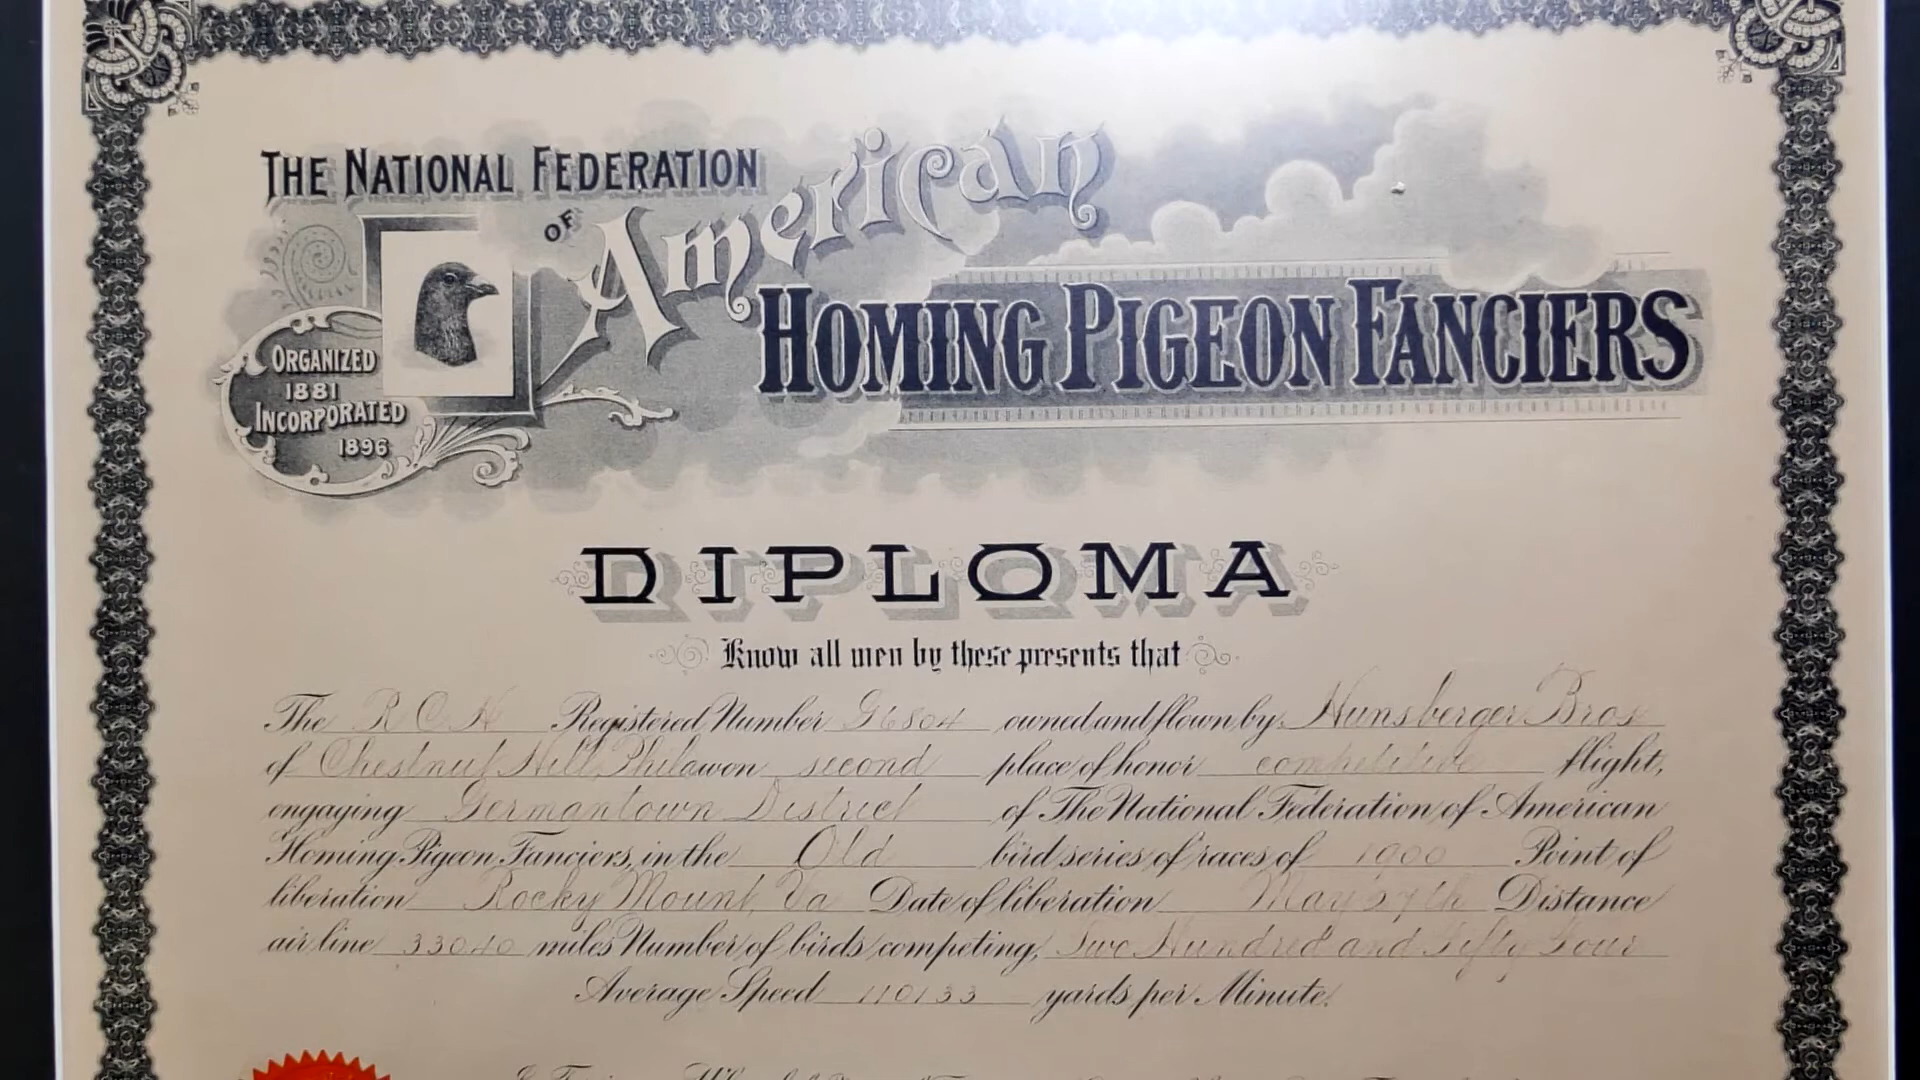 THE NATIONAL FEDERATION
OF American
HOMING PIGEON FANCIERS
ORGANIZED
1881
INCORPORATED
1896
DIPLOMA
Know all men by these presents that
The R C H Registered Number G6804 owned and flown by Hunsberger Bros
of Chestnut Hill Phila won second place of honor competitive flight,
engaging Germantown District of The National Federation of American
Homing Pigeon Fanciers, in the Old bird series of races of 1900 Point of
liberation Rocky Mount, Va Date of liberation May 27th Distance
air line 330.40 miles Number of birds competing, Two Hundred and Fifty Four
Average Speed 1101 33 yards per Minute.